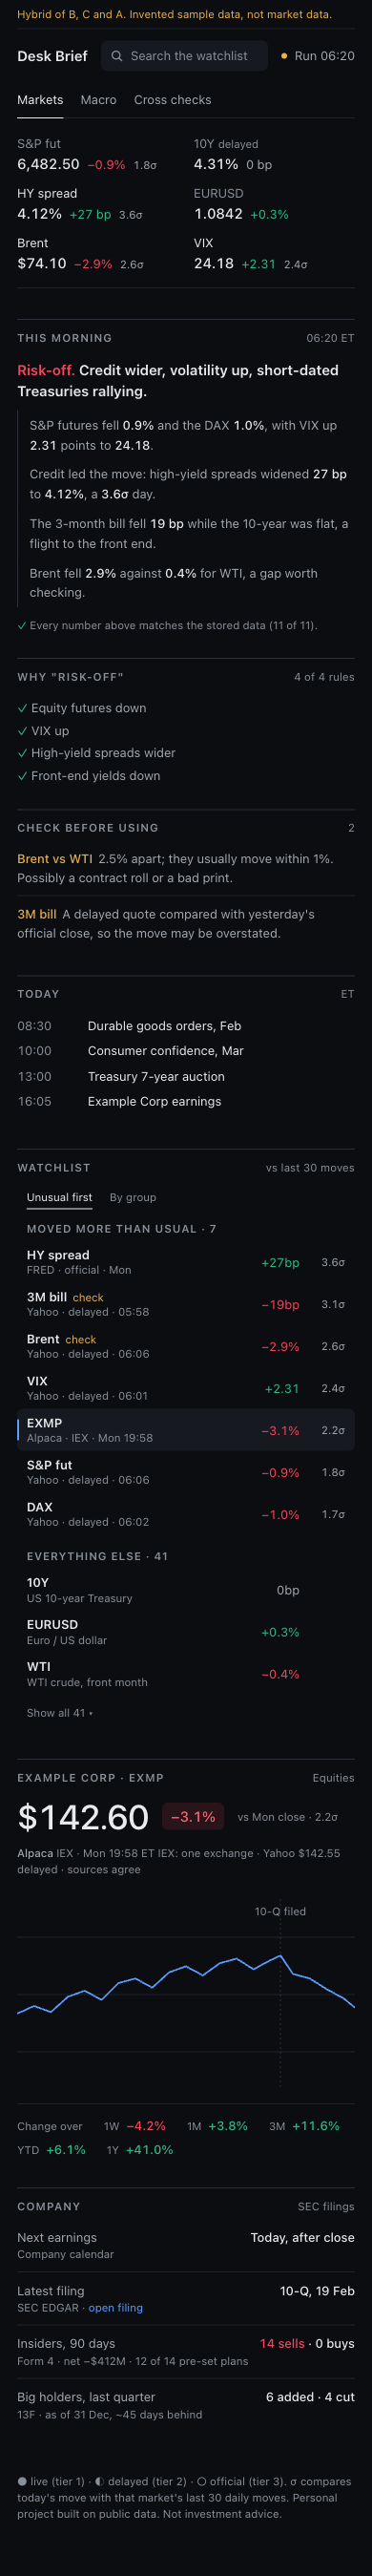 Hybrid of B, C and A. Invented sample data, not market data.
Desk Brief Search the watchlist Run 06:20
Markets Macro Cross checks
S&P fut 10Y delayed
6,482.50 −0.9% 1.8σ 4.31% 0 bp
HY spread EURUSD
4.12% +27 bp 3.6σ 1.0842 +0.3%
Brent VIX
$74.10 −2.9% 2.6σ 24.18 +2.31 2.4σ
THIS MORNING 06:20 ET
Risk-off. Credit wider, volatility up, short-dated
Treasuries rallying.
S&P futures fell 0.9% and the DAX 1.0%, with VIX up
2.31 points to 24.18.
Credit led the move: high-yield spreads widened 27 bp
to 4.12%, a 3.6σ day.
The 3-month bill fell 19 bp while the 10-year was flat, a
flight to the front end.
Brent fell 2.9% against 0.4% for WTI, a gap worth
checking.
✓ Every number above matches the stored data (11 of 11).
WHY "RISK-OFF" 4 of 4 rules
✓ Equity futures down
✓ VIX up
✓ High-yield spreads wider
✓ Front-end yields down
CHECK BEFORE USING 2
Brent vs WTI 2.5% apart; they usually move within 1%.
Possibly a contract roll or a bad print.
3M bill A delayed quote compared with yesterday's
official close, so the move may be overstated.
TODAY ET
08:30 Durable goods orders, Feb
10:00 Consumer confidence, Mar
13:00 Treasury 7-year auction
16:05 Example Corp earnings
WATCHLIST vs last 30 moves
Unusual first By group
MOVED MORE THAN USUAL · 7
HY spread +27bp 3.6σ
FRED · official · Mon
3M bill check −19bp 3.1σ
Yahoo · delayed · 05:58
Brent check −2.9% 2.6σ
Yahoo · delayed · 06:06
VIX +2.31 2.4σ
Yahoo · delayed · 06:01
EXMP −3.1% 2.2σ
Alpaca · IEX · Mon 19:58
S&P fut −0.9% 1.8σ
Yahoo · delayed · 06:06
DAX −1.0% 1.7σ
Yahoo · delayed · 06:02
EVERYTHING ELSE · 41
10Y 0bp
US 10-year Treasury
EURUSD +0.3%
Euro / US dollar
WTI −0.4%
WTI crude, front month
Show all 41
EXAMPLE CORP · EXMP Equities
$142.60 −3.1% vs Mon close · 2.2σ
Alpaca IEX · Mon 19:58 ET IEX: one exchange · Yahoo $142.55
delayed · sources agree
10-Q filed
Change over 1W −4.2% 1M +3.8% 3M +11.6%
YTD +6.1% 1Y +41.0%
COMPANY SEC filings
Next earnings Today, after close
Company calendar
Latest filing 10-Q, 19 Feb
SEC EDGAR · open filing
Insiders, 90 days 14 sells · 0 buys
Form 4 · net −$412M · 12 of 14 pre-set plans
Big holders, last quarter 6 added · 4 cut
13F · as of 31 Dec, ~45 days behind
● live (tier 1) · ◐ delayed (tier 2) · ○ official (tier 3). σ compares
today's move with that market's last 30 daily moves. Personal
project built on public data. Not investment advice.